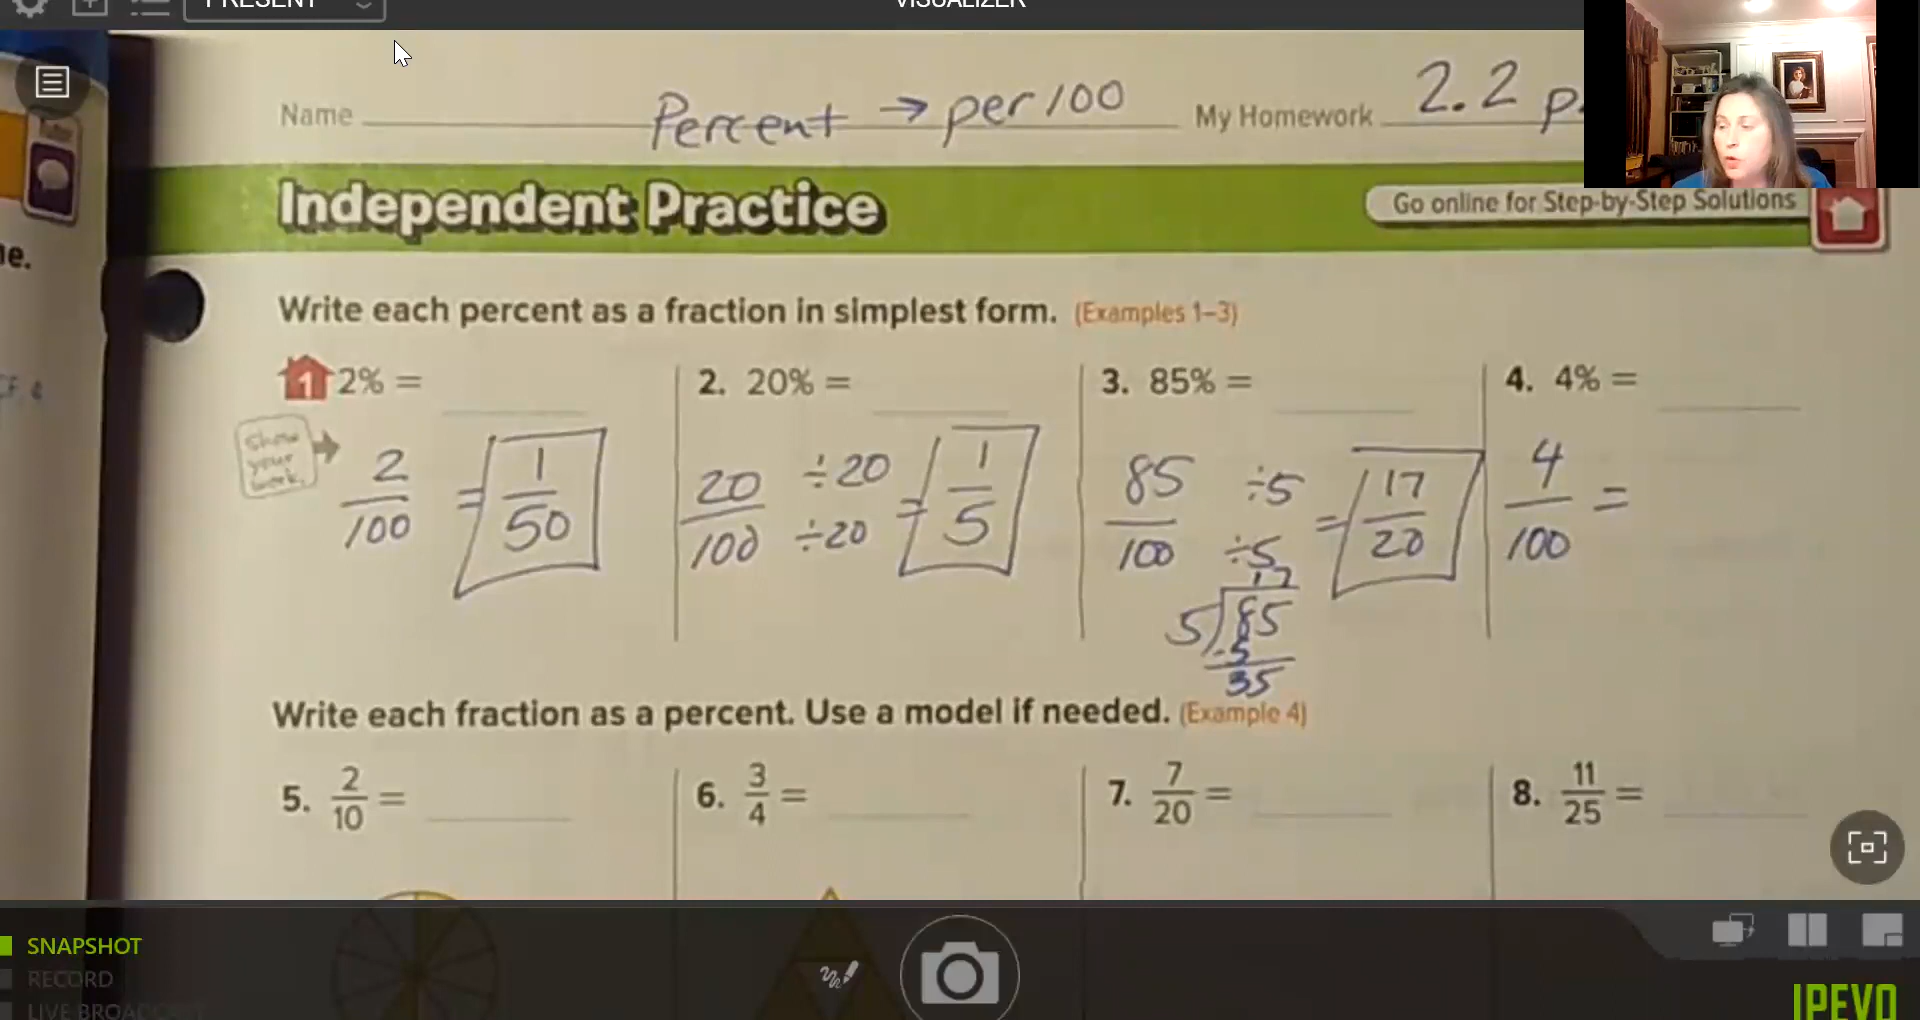 PRESENT
VISUALIZER
Name Percent → per 100 My Homework 2.2 p.
Independent Practice
Go online for Step-by-Step Solutions
e.
Write each percent as a fraction in simplest form. (Examples 1–3)
1 2% =
2. 20% =
3. 85% =
4. 4% =
Show
your
work.
2/100 = 1/50
20/100 ÷20 ÷20 = 1/5
85/100 ÷5 ÷5 = 17/20
4/100 =
17
5 85
-5
35
Write each fraction as a percent. Use a model if needed. (Example 4)
5. 2/10 =
6. 3/4 =
7. 7/20 =
8. 11/25 =
SNAPSHOT
RECORD
LIVE BROADCAST
IPEVO